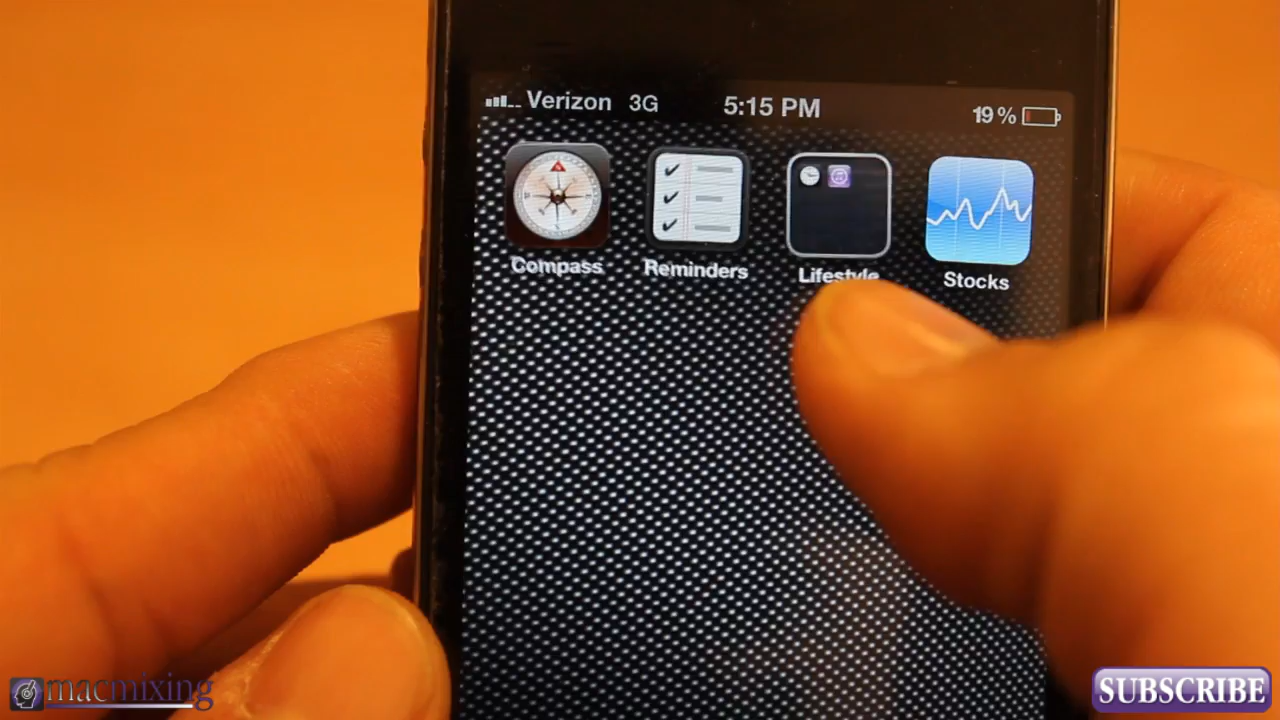 Verizon 3G 5:15 PM 19%
Compass Reminders Lifestyle Stocks
macmixing SUBSCRIBE